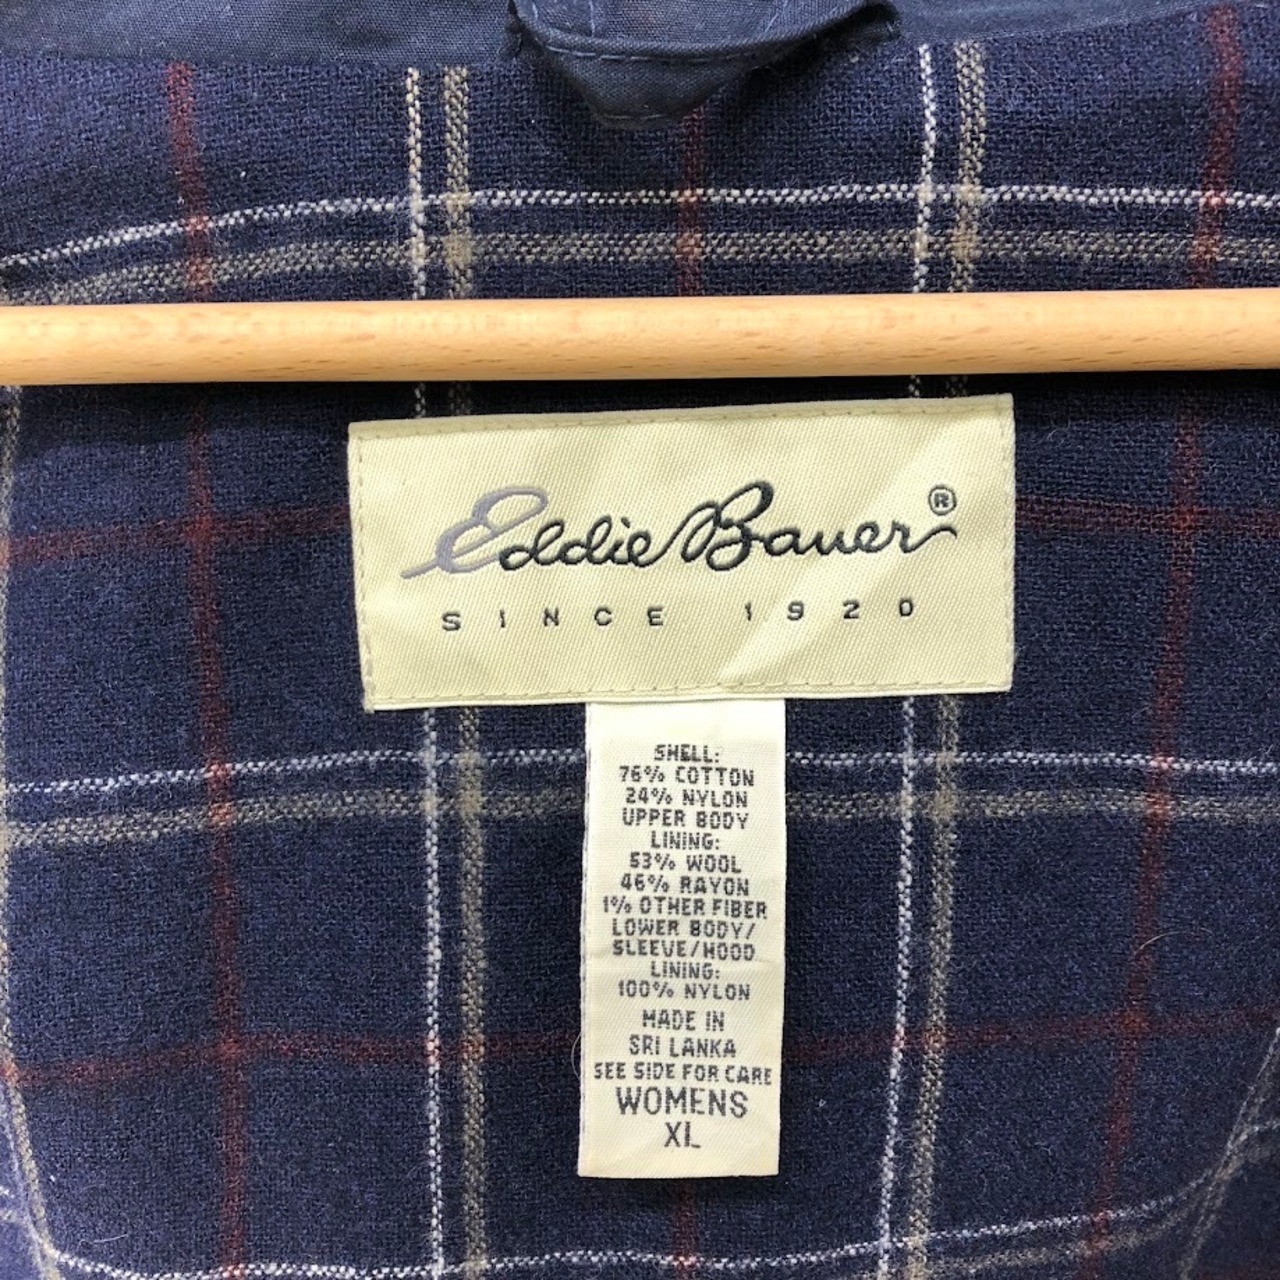 Eddie Bauer®
SINCE 1920
SHELL:
76% COTTON
24% NYLON
UPPER BODY
LINING:
53% WOOL
46% RAYON
1% OTHER FIBER
LOWER BODY/
SLEEVE/HOOD
LINING:
100% NYLON
MADE IN
SRI LANKA
SEE SIDE FOR CARE
WOMENS
XL